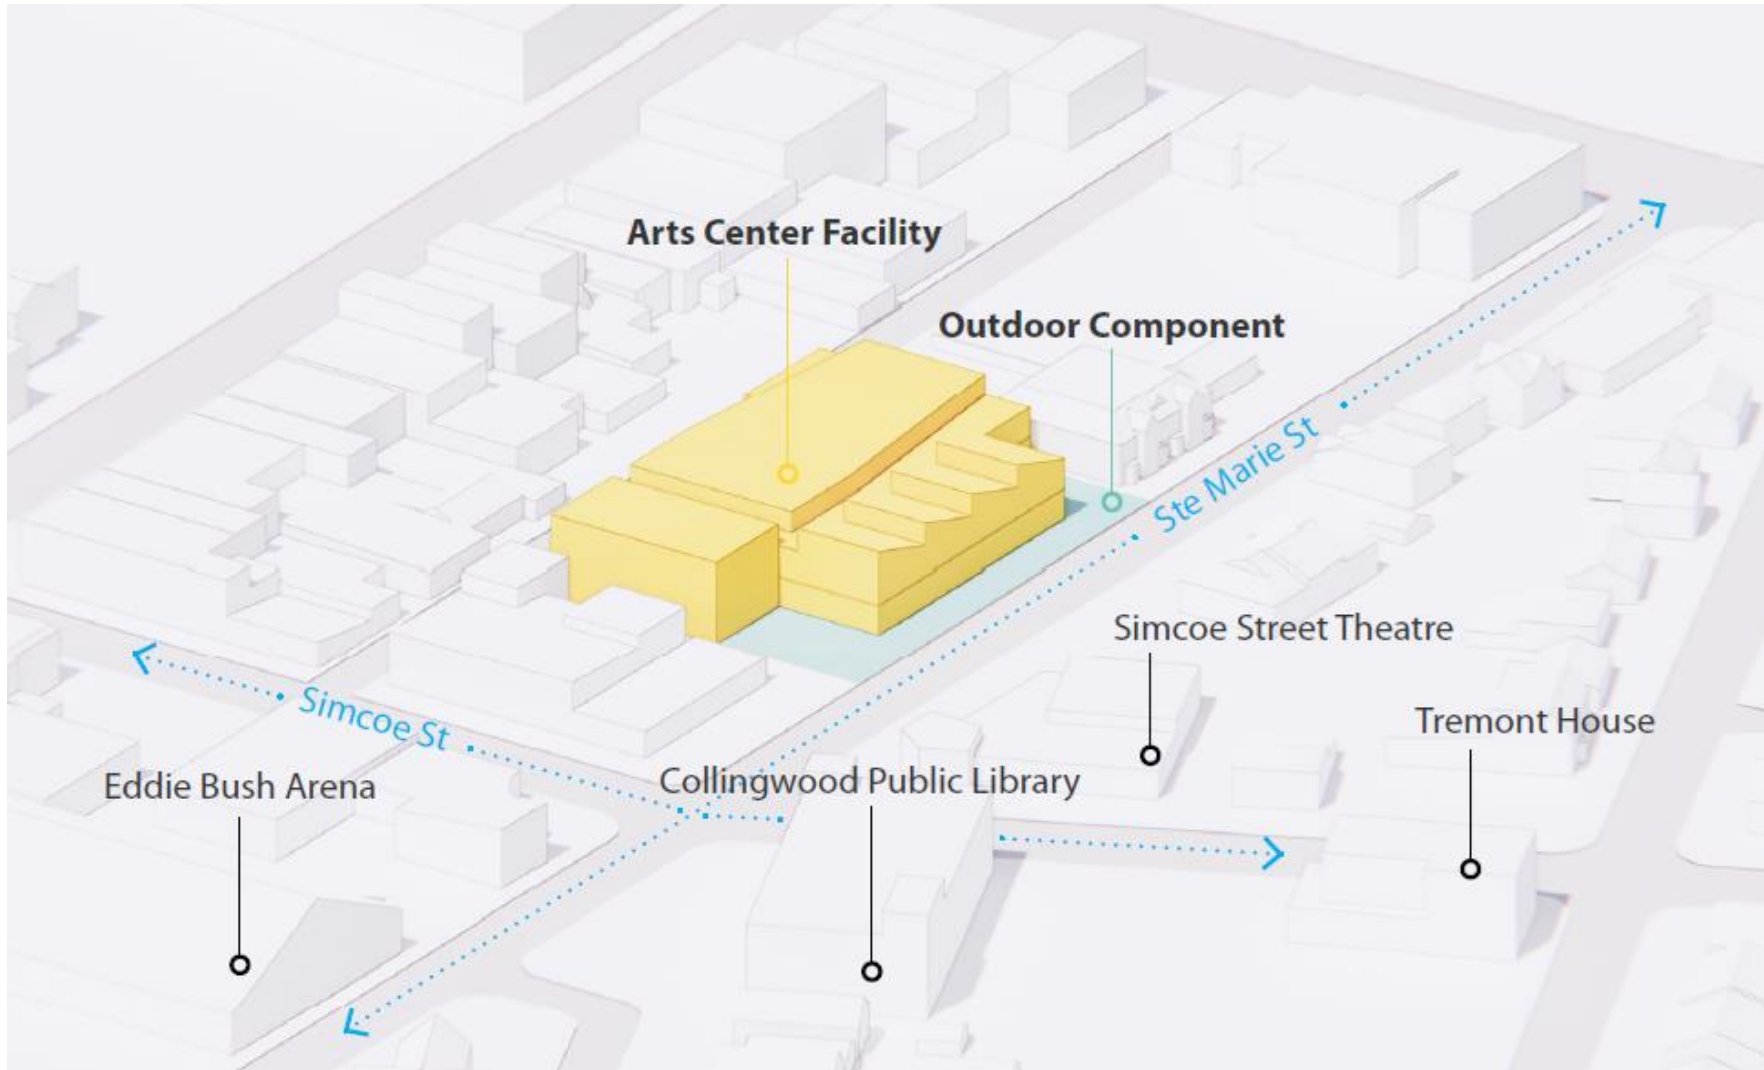 Arts Center Facility
Outdoor Component
Ste Marie St
Simcoe Street Theatre
Simcoe St
Tremont House
Eddie Bush Arena
Collingwood Public Library